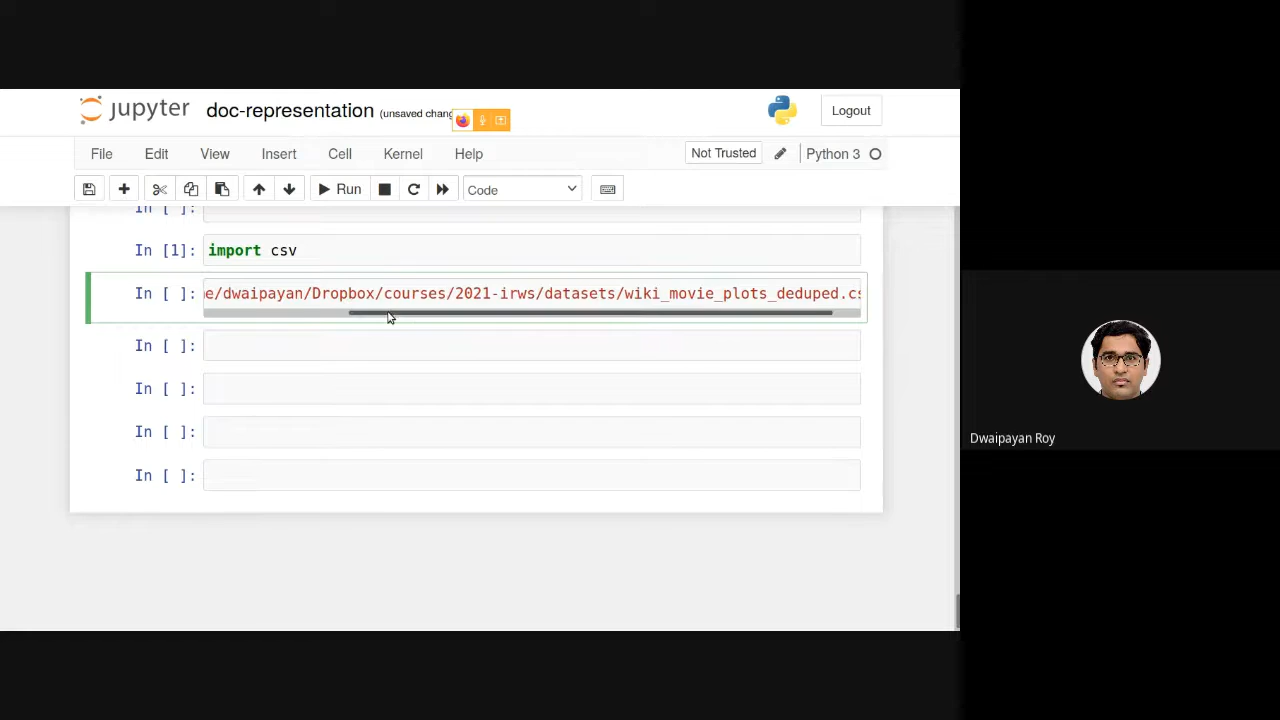 jupyter doc-representation (unsaved chang
Logout
File Edit View Insert Cell Kernel Help
Not Trusted Python 3
Run Code
In [ ]:
In [1]: import csv
In [ ]: e/dwaipayan/Dropbox/courses/2021-irws/datasets/wiki_movie_plots_deduped.cs
In [ ]:
In [ ]:
In [ ]:
In [ ]:
Dwaipayan Roy